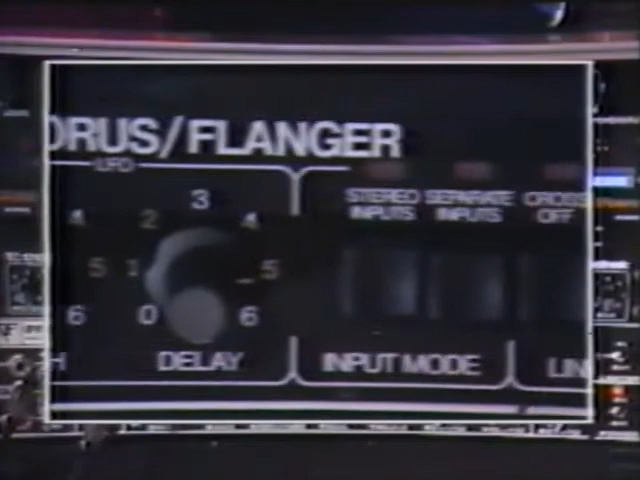 ORUS/FLANGER
LFO
STEREO INPUTS
SEPARATE INPUTS
CROSS OFF
3
4 2 4
5 1 5
6 0 6
H DELAY INPUT MODE LIN